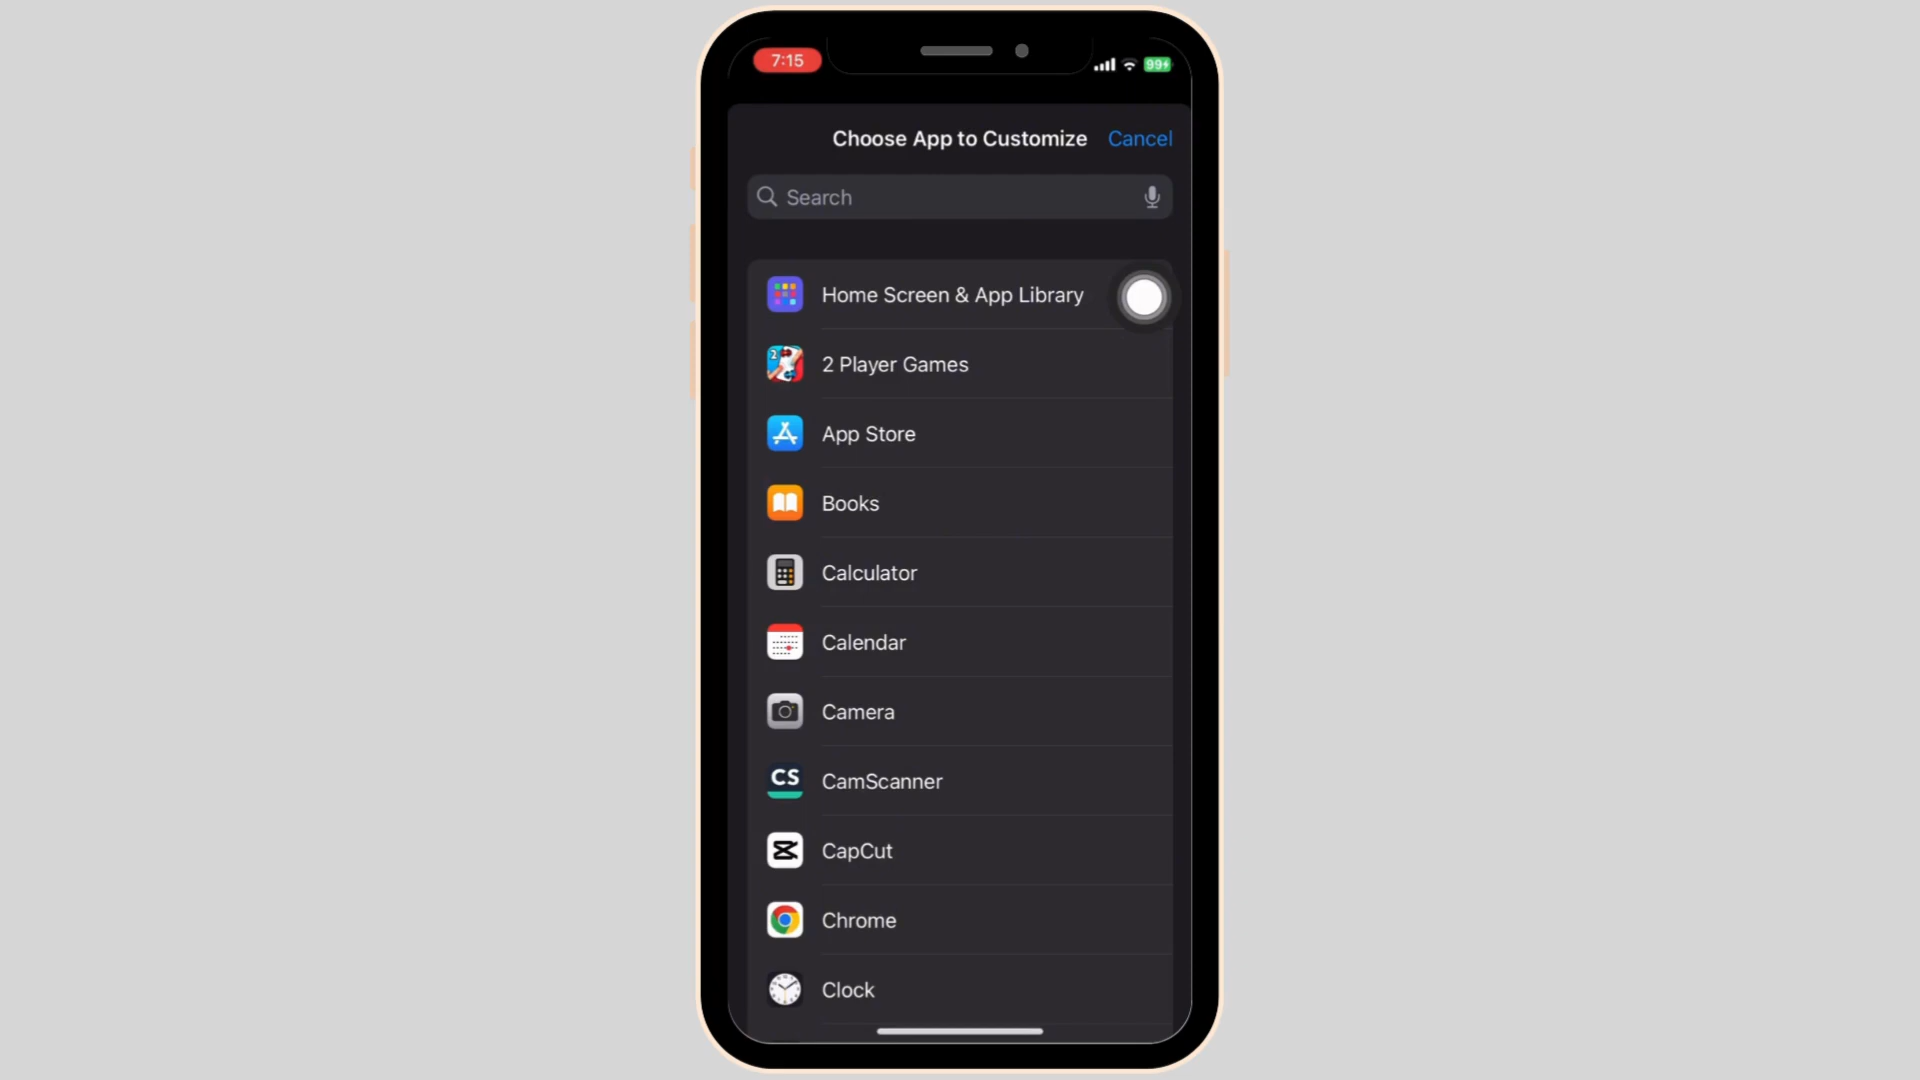 7:15
99
Choose App to Customize
Cancel
Search
Home Screen & App Library
2
2 Player Games
App Store
Books
Calculator
Calendar
Camera
CS
CamScanner
CapCut
Chrome
Clock